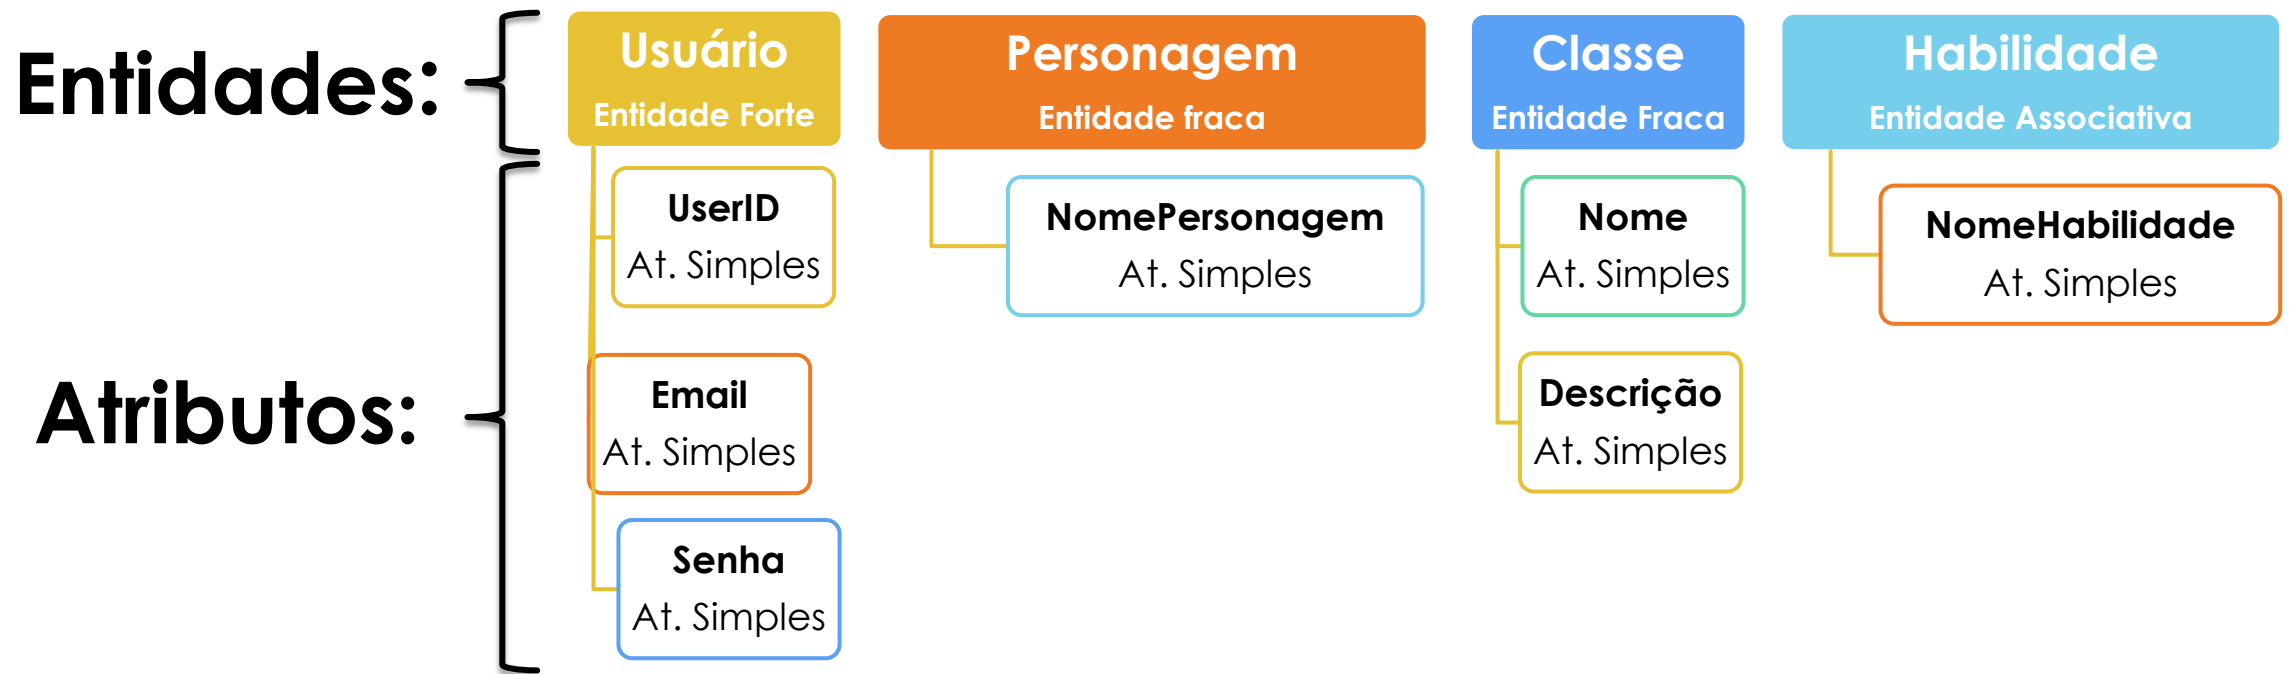 Entidades:
Usuário
Entidade Forte
Personagem
Entidade fraca
Classe
Entidade Fraca
Habilidade
Entidade Associativa
Atributos:
UserID
At. Simples
Email
At. Simples
Senha
At. Simples
NomePersonagem
At. Simples
Nome
At. Simples
Descrição
At. Simples
NomeHabilidade
At. Simples